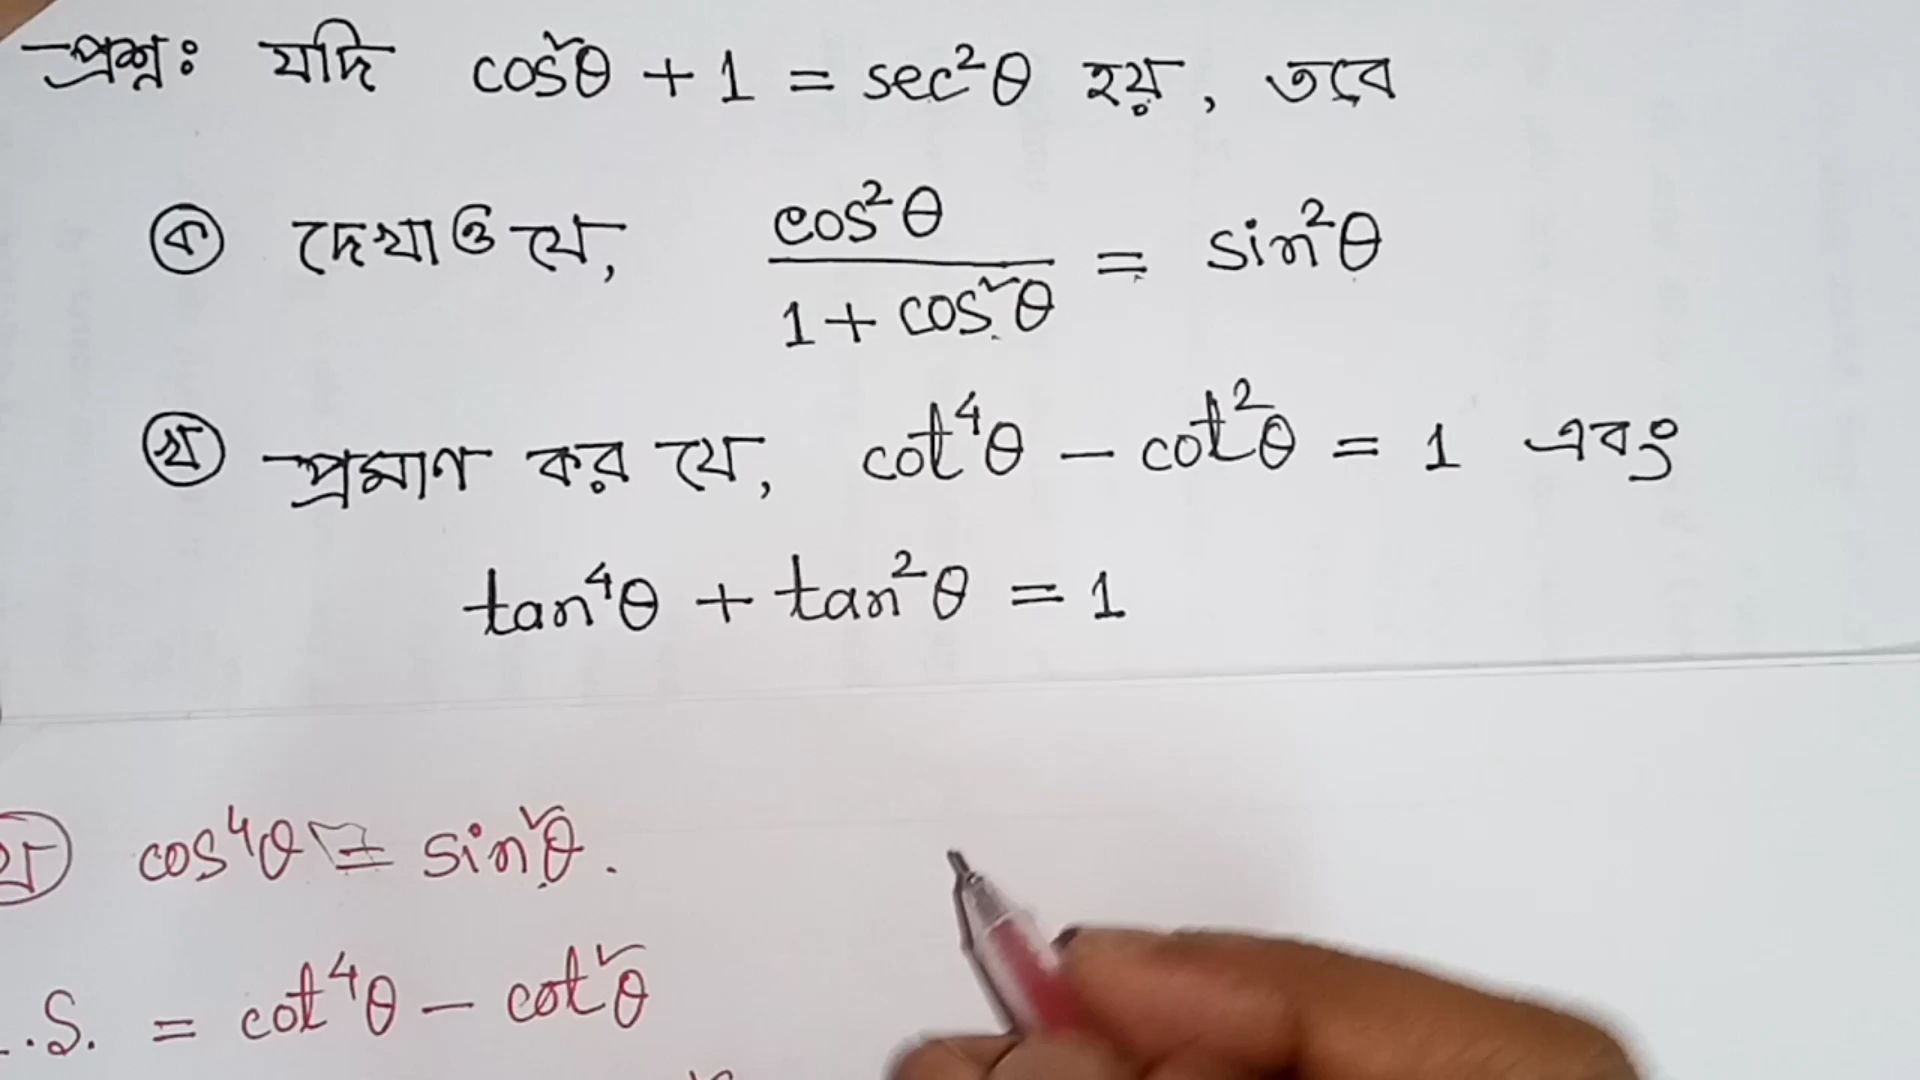 প্রশ্নঃ যদি cos²θ + 1 = sec²θ হয়, তবে
ক দেখাও যে, cos²θ / 1 + cos²θ = sin²θ
খ প্রমাণ কর যে, cot⁴θ - cot²θ = 1 এবং
tan⁴θ + tan²θ = 1
cos⁴θ = sin²θ.
.S. = cot⁴θ - cot²θ